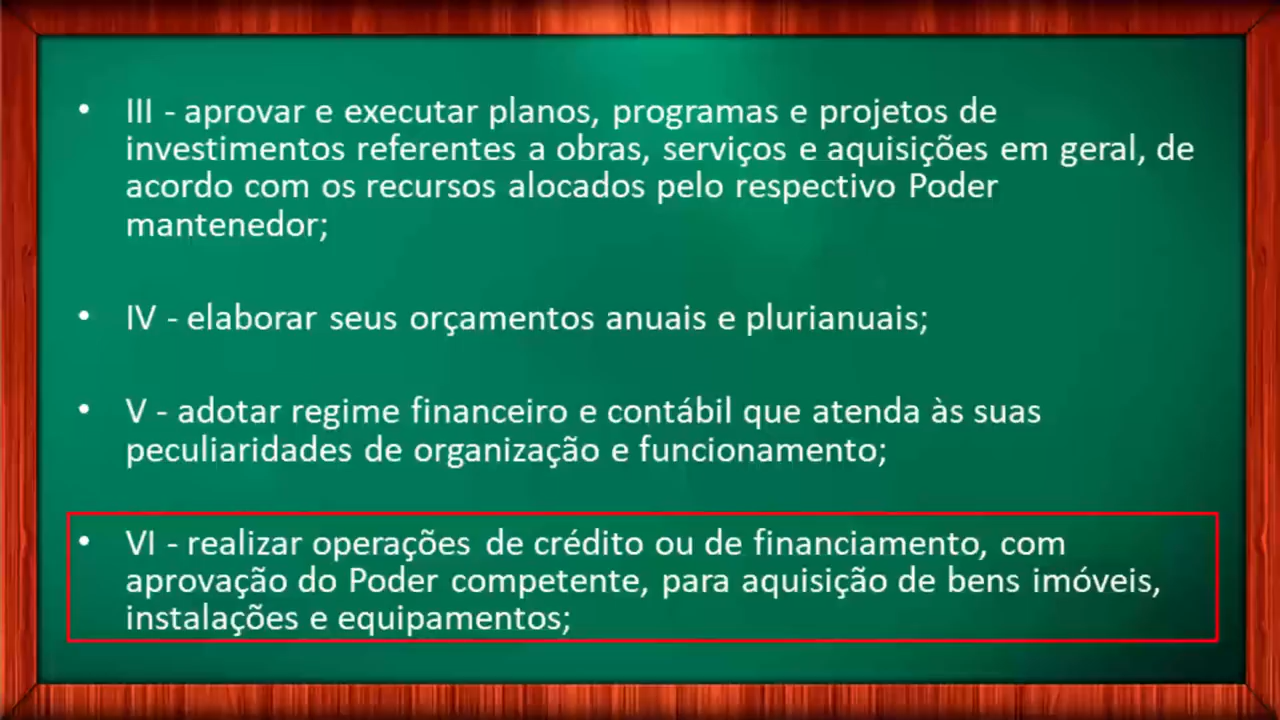 • III - aprovar e executar planos, programas e projetos de
investimentos referentes a obras, serviços e aquisições em geral, de
acordo com os recursos alocados pelo respectivo Poder
mantenedor;
• IV - elaborar seus orçamentos anuais e plurianuais;
• V - adotar regime financeiro e contábil que atenda às suas
peculiaridades de organização e funcionamento;
• VI - realizar operações de crédito ou de financiamento, com
aprovação do Poder competente, para aquisição de bens imóveis,
instalações e equipamentos;